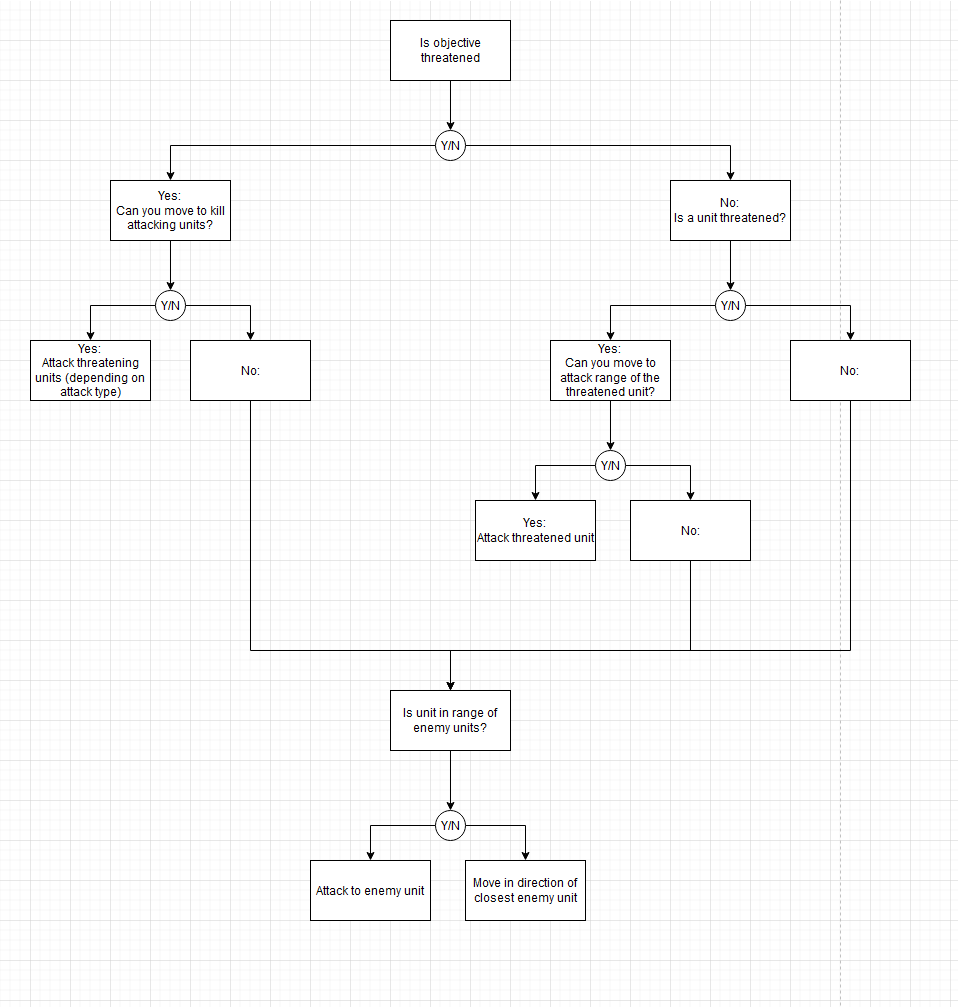 Is objective
threatened
Y/N
Yes:
Can you move to kill
attacking units?
No:
Is a unit threatened?
Y/N
Y/N
Yes:
Attack threatening
units (depending on
attack type)
No:
Yes:
Can you move to
attack range of the
threatened unit?
No:
Y/N
Yes:
Attack threatened unit
No:
Is unit in range of
enemy units?
Y/N
Attack to enemy unit
Move in direction of
closest enemy unit